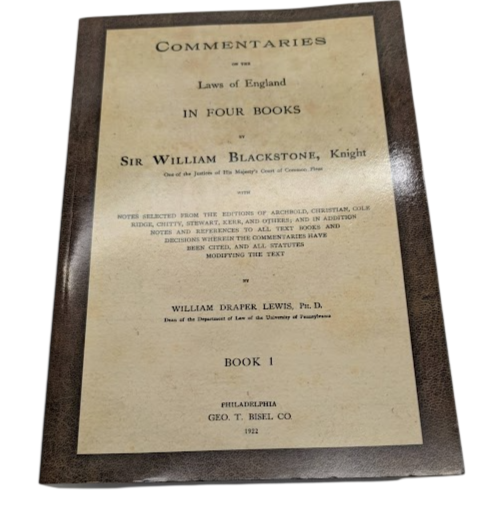 COMMENTARIES
ON THE
Laws of England
IN FOUR BOOKS
BY
SIR WILLIAM BLACKSTONE, Knight
One of the Justices of His Majesty's Court of Common Pleas
WITH
NOTES SELECTED FROM THE EDITIONS OF ARCHBOLD, CHRISTIAN, COLE
RIDGE, CHITTY, STEWART, KERR, AND OTHERS; AND IN ADDITION
NOTES AND REFERENCES TO ALL TEXT BOOKS AND
DECISIONS WHEREIN THE COMMENTARIES HAVE
BEEN CITED, AND ALL STATUTES
MODIFYING THE TEXT
BY
WILLIAM DRAPER LEWIS, PH. D.
Dean of the Department of Law of the University of Pennsylvania
BOOK I
PHILADELPHIA
GEO. T. BISEL CO.
1922